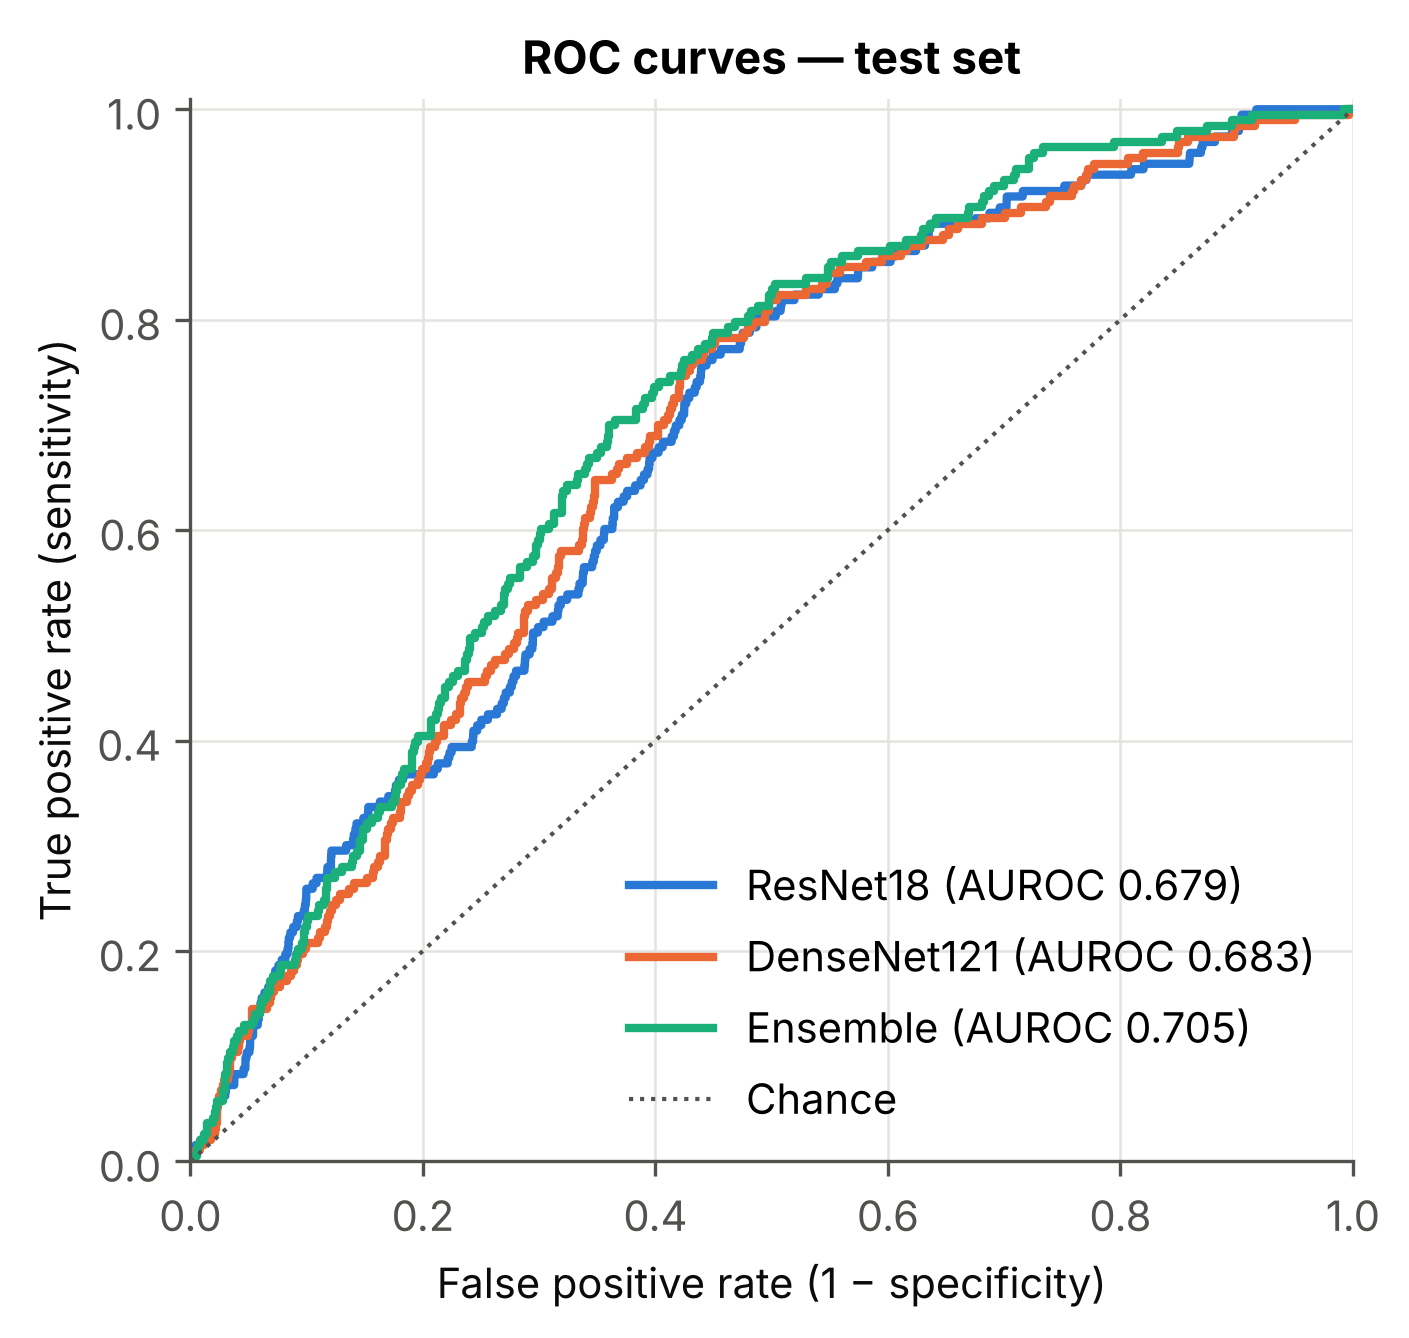 ROC curves — test set
True positive rate (sensitivity)
1.0
0.8
0.6
0.4
0.2
0.0
ResNet18 (AUROC 0.679)
DenseNet121 (AUROC 0.683)
Ensemble (AUROC 0.705)
Chance
0.0 0.2 0.4 0.6 0.8 1.0
False positive rate (1 − specificity)